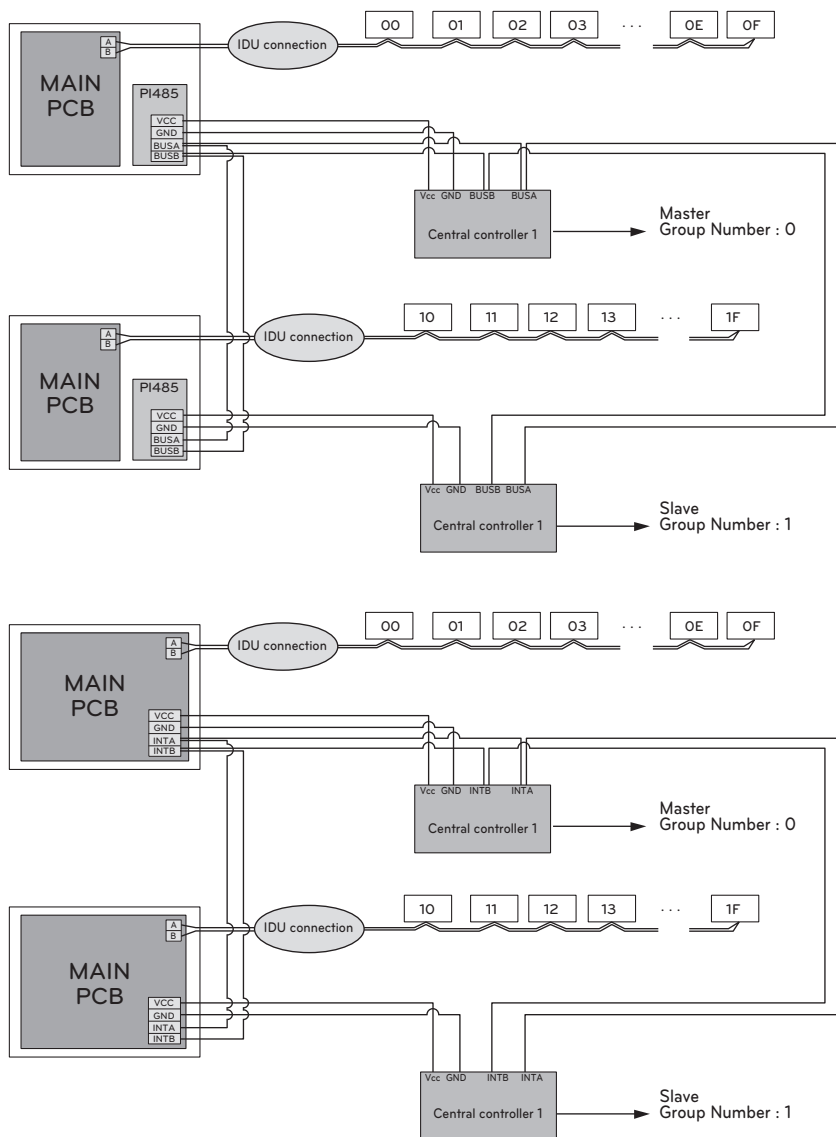 A
B
IDU connection
00 01 02 03 ··· 0E 0F
MAIN
PCB
PI485
VCC
GND
BUSA
BUSB
Vcc GND BUSB BUSA
Central controller 1
Master
Group Number : 0
A
B
IDU connection
10 11 12 13 ··· 1F
MAIN
PCB
PI485
VCC
GND
BUSA
BUSB
Vcc GND BUSB BUSA
Central controller 1
Slave
Group Number : 1
A
B
IDU connection
00 01 02 03 ··· 0E 0F
MAIN
PCB
VCC
GND
INTA
INTB
Vcc GND INTB INTA
Central controller 1
Master
Group Number : 0
A
B
IDU connection
10 11 12 13 ··· 1F
MAIN
PCB
VCC
GND
INTA
INTB
Vcc GND INTB INTA
Central controller 1
Slave
Group Number : 1